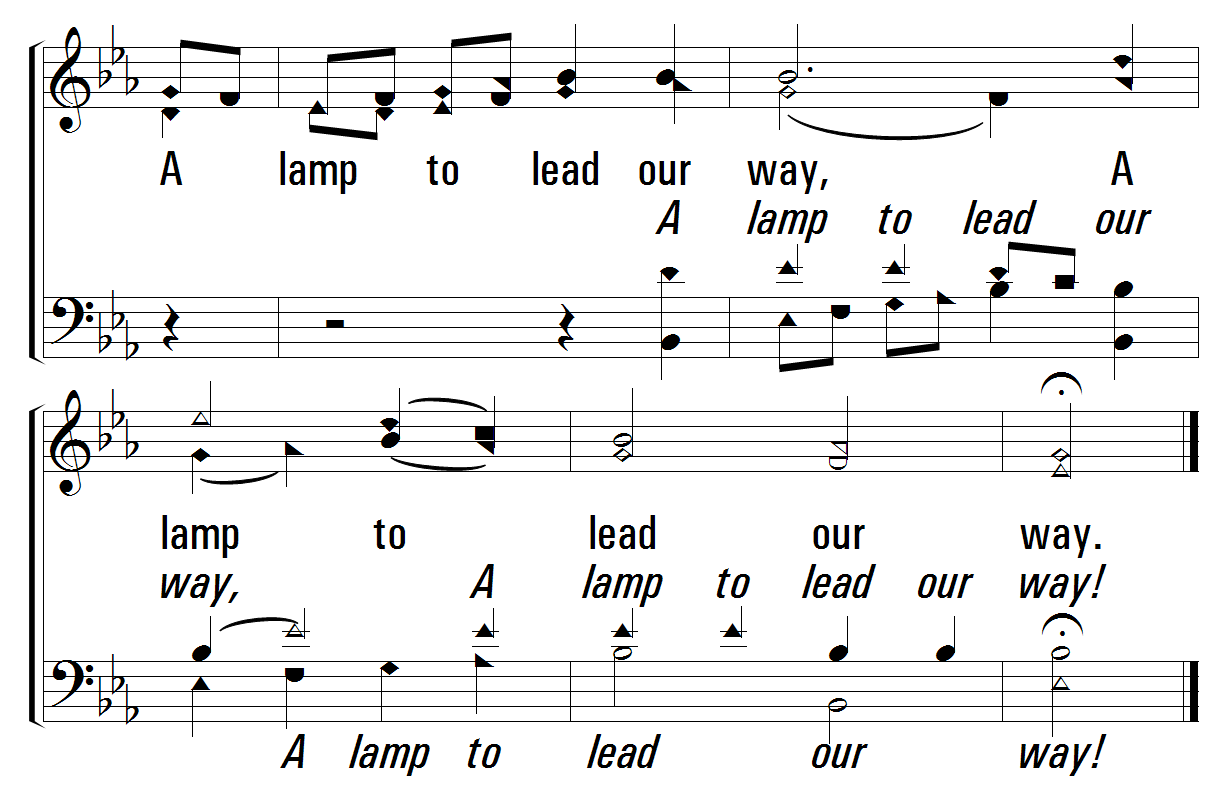 A lamp to lead our way, A
A lamp to lead our
lamp to lead our way.
way, A lamp to lead our way!
A lamp to lead our way!